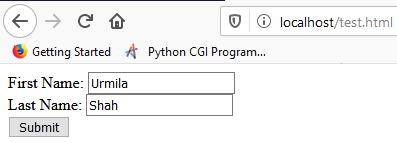 localhost/test.html
Getting Started Python CGI Program...
First Name: Urmila
Last Name: Shah
Submit